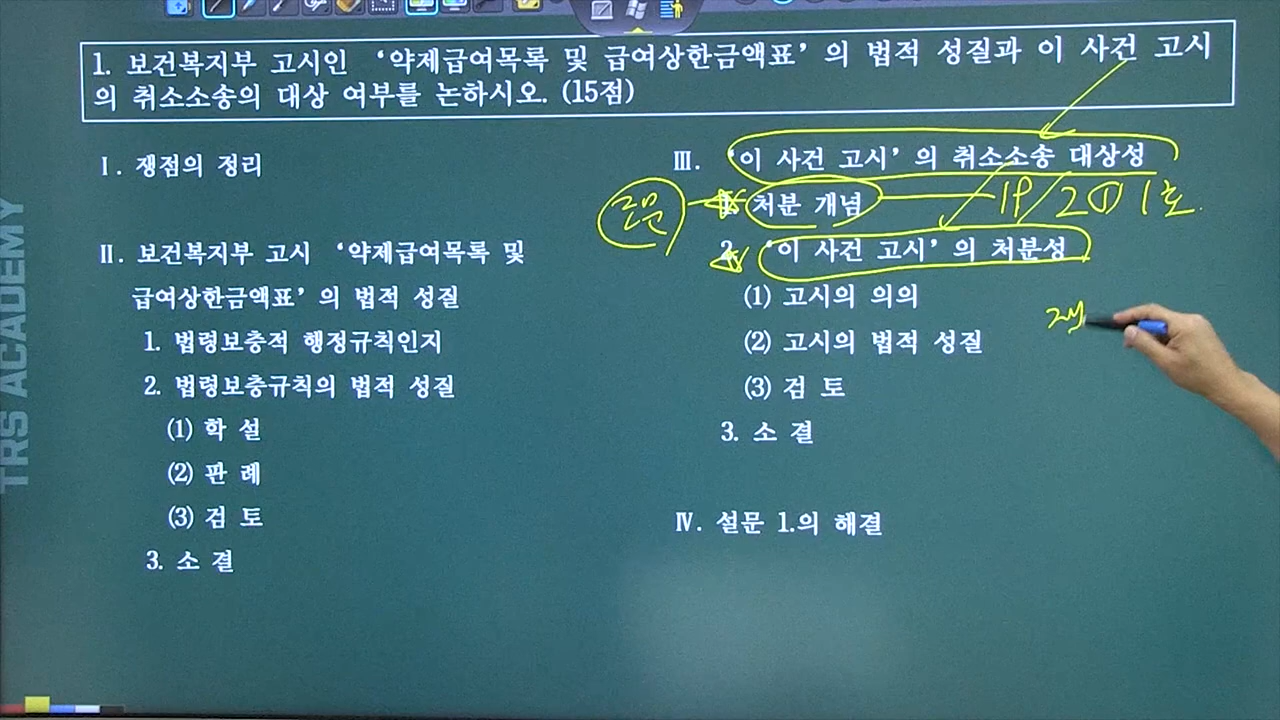 1. 보건복지부 고시인 ‘약제급여목록 및 급여상한금액표’의 법적 성질과 이 사건 고시
의 취소소송의 대상 여부를 논하시오. (15점)
Ⅰ. 쟁점의 정리
Ⅱ. 보건복지부 고시 ‘약제급여목록 및
급여상한금액표’의 법적 성질
1. 법령보충적 행정규칙인지
2. 법령보충규칙의 법적 성질
(1) 학 설
(2) 판 례
(3) 검 토
3. 소 결
Ⅲ. ‘이 사건 고시’의 취소소송 대상성
1. 처분 개념
19/2① 1호
2. ‘이 사건 고시’의 처분성
(1) 고시의 의의
(2) 고시의 법적 성질
(3) 검 토
3. 소 결
Ⅳ. 설문 1.의 해결
TRS ACADEMY